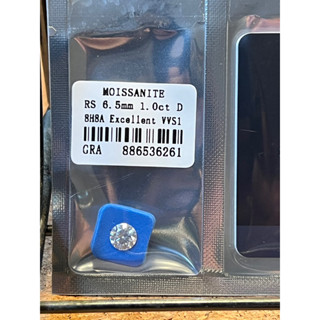 MOISSANITE
RS 6.5mm 1.0ct D
8H8A Excellent VVS1
GRA 886536261